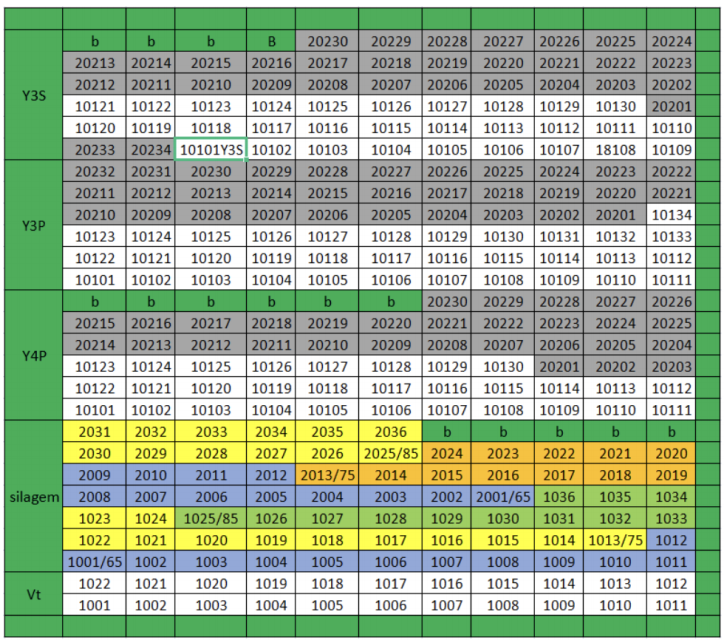 b b b B 20230 20229 20228 20227 20226 20225 20224
20213 20214 20215 20216 20217 20218 20219 20220 20221 20222 20223
20212 20211 20210 20209 20208 20207 20206 20205 20204 20203 20202
Y3S
10121 10122 10123 10124 10125 10126 10127 10128 10129 10130 20201
10120 10119 10118 10117 10116 10115 10114 10113 10112 10111 10110
20233 20234 10101Y3S 10102 10103 10104 10105 10106 10107 18108 10109
20232 20231 20230 20229 20228 20227 20226 20225 20224 20223 20222
20211 20212 20213 20214 20215 20216 20217 20218 20219 20220 20221
20210 20209 20208 20207 20206 20205 20204 20203 20202 20201 10134
Y3P
10123 10124 10125 10126 10127 10128 10129 10130 10131 10132 10133
10122 10121 10120 10119 10118 10117 10116 10115 10114 10113 10112
10101 10102 10103 10104 10105 10106 10107 10108 10109 10110 10111
b b b b b b 20230 20229 20228 20227 20226
20215 20216 20217 20218 20219 20220 20221 20222 20223 20224 20225
20214 20213 20212 20211 20210 20209 20208 20207 20206 20205 20204
Y4P
10123 10124 10125 10126 10127 10128 10129 10130 20201 20202 20203
10122 10121 10120 10119 10118 10117 10116 10115 10114 10113 10112
10101 10102 10103 10104 10105 10106 10107 10108 10109 10110 10111
2031 2032 2033 2034 2035 2036 b b b b b
2030 2029 2028 2027 2026 2025/85 2024 2023 2022 2021 2020
2009 2010 2011 2012 2013/75 2014 2015 2016 2017 2018 2019
silagem 2008 2007 2006 2005 2004 2003 2002 2001/65 1036 1035 1034
1023 1024 1025/85 1026 1027 1028 1029 1030 1031 1032 1033
1022 1021 1020 1019 1018 1017 1016 1015 1014 1013/75 1012
1001/65 1002 1003 1004 1005 1006 1007 1008 1009 1010 1011
1022 1021 1020 1019 1018 1017 1016 1015 1014 1013 1012
Vt
1001 1002 1003 1004 1005 1006 1007 1008 1009 1010 1011